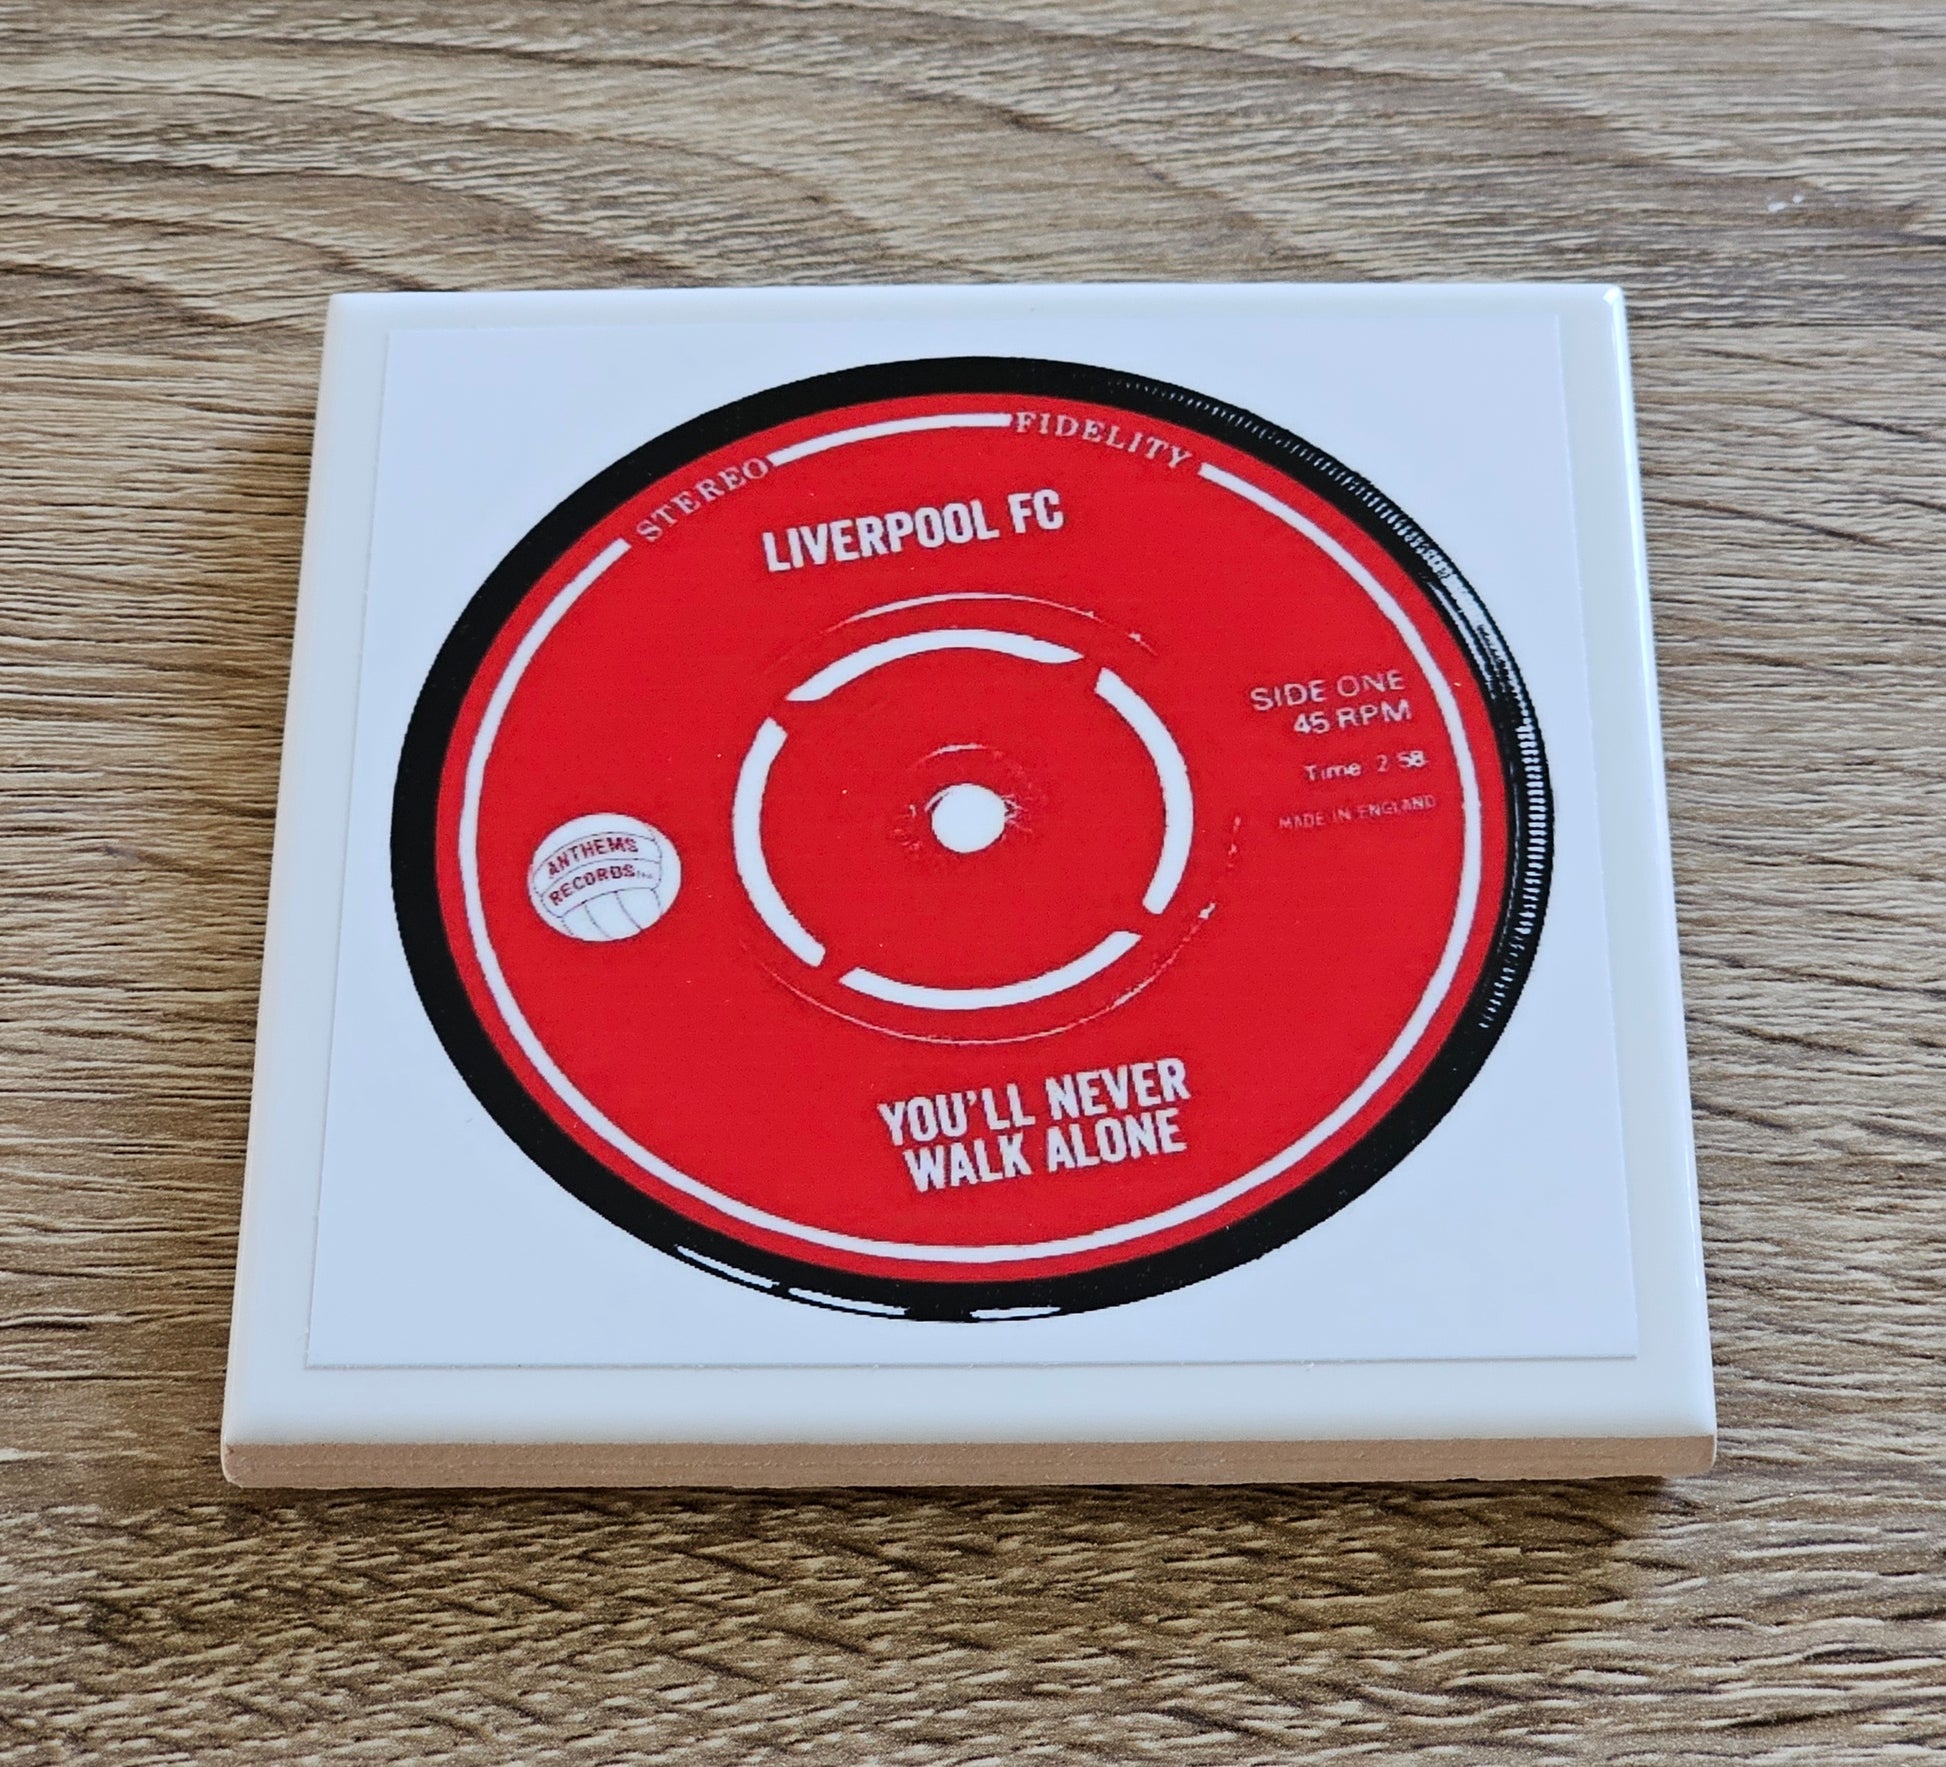 STEREO FIDELITY
LIVERPOOL FC
SIDE ONE
45 RPM
Time 2 58
MADE IN ENGLAND
ANTHEMS
RECORDS
YOU'LL NEVER
WALK ALONE